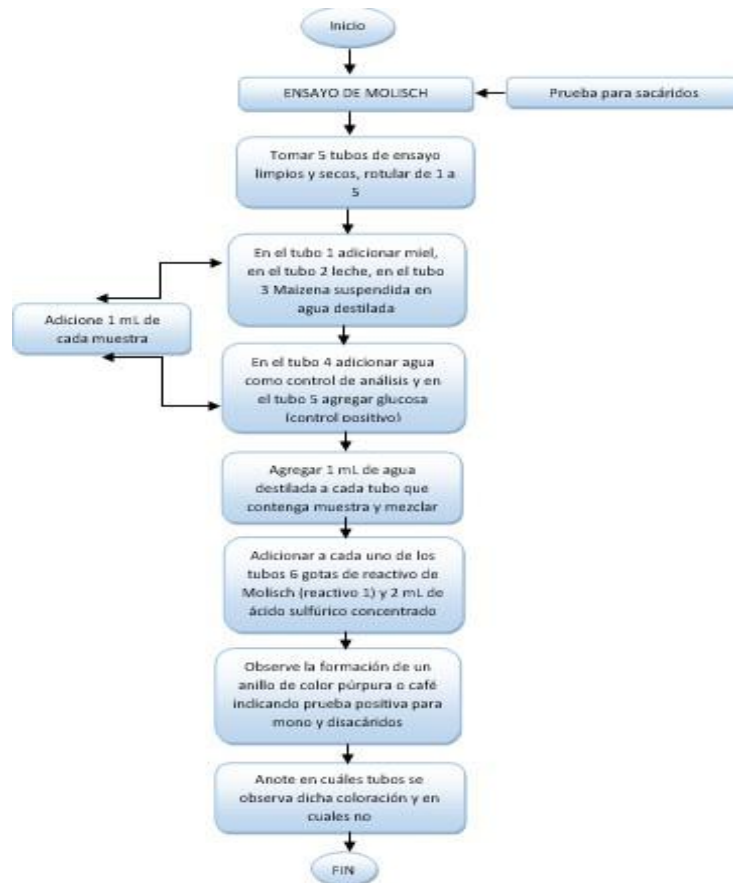 Inicio
ENSAYO DE MOLISCH
Prueba para sacáridos
Tomar 5 tubos de ensayo
limpios y secos, rotular de 1 a
5
En el tubo 1 adicionar miel,
en el tubo 2 leche, en el tubo
3 Maizena suspendida en
agua destilada
Adicione 1 mL de
cada muestra
En el tubo 4 adicionar agua
como control de análisis y en
el tubo 5 agregar glucosa
(control positivo)
Agregar 1 mL de agua
destilada a cada tubo que
contenga muestra y mezclar
Adicionar a cada uno de los
tubos 6 gotas de reactivo de
Molisch (reactivo 1) y 2 mL de
ácido sulfúrico concentrado
Observe la formación de un
anillo de color púrpura o café
indicando prueba positiva para
mono y disacáridos
Anote en cuáles tubos se
observa dicha coloración y en
cuales no
FIN